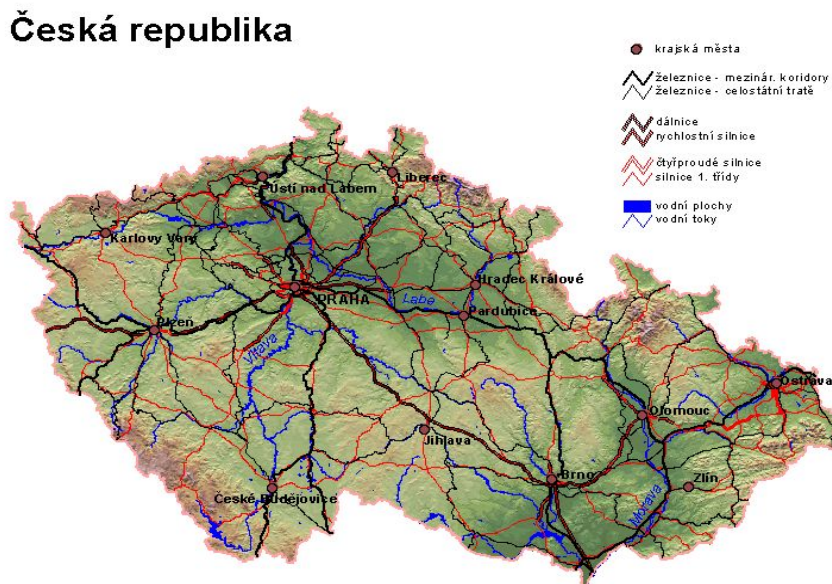 Česká republika
krajská města
železnice - mezinár. koridory
železnice - celostátní tratě
dálnice
rychlostní silnice
čtyřproudé silnice
silnice 1. třídy
vodní plochy
vodní toky
Ústí nad Labem
Liberec
Karlovy Vary
Hradec Králové
PRAHA
Labe
Pardubice
Plzeň
Vltava
Ostrava
Olomouc
Jihlava
Brno
Zlín
České Budějovice
Morava